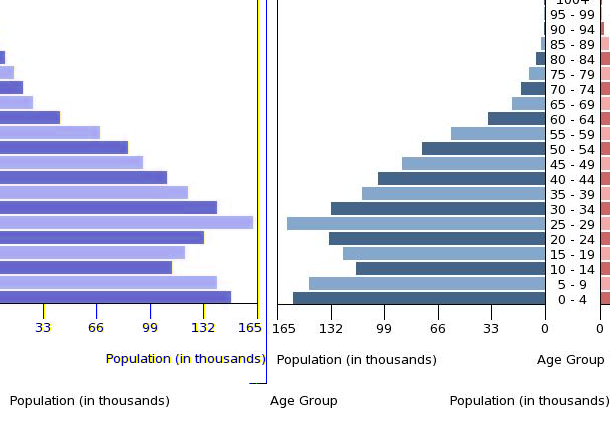 100+
95 - 99
90 - 94
85 - 89
80 - 84
75 - 79
70 - 74
65 - 69
60 - 64
55 - 59
50 - 54
45 - 49
40 - 44
35 - 39
30 - 34
25 - 29
20 - 24
15 - 19
10 - 14
5 - 9
0 - 4
33 66 99 132 165 165 132 99 66 33 0 0
Population (in thousands) Population (in thousands) Age Group
Population (in thousands) Age Group Population (in thousands)